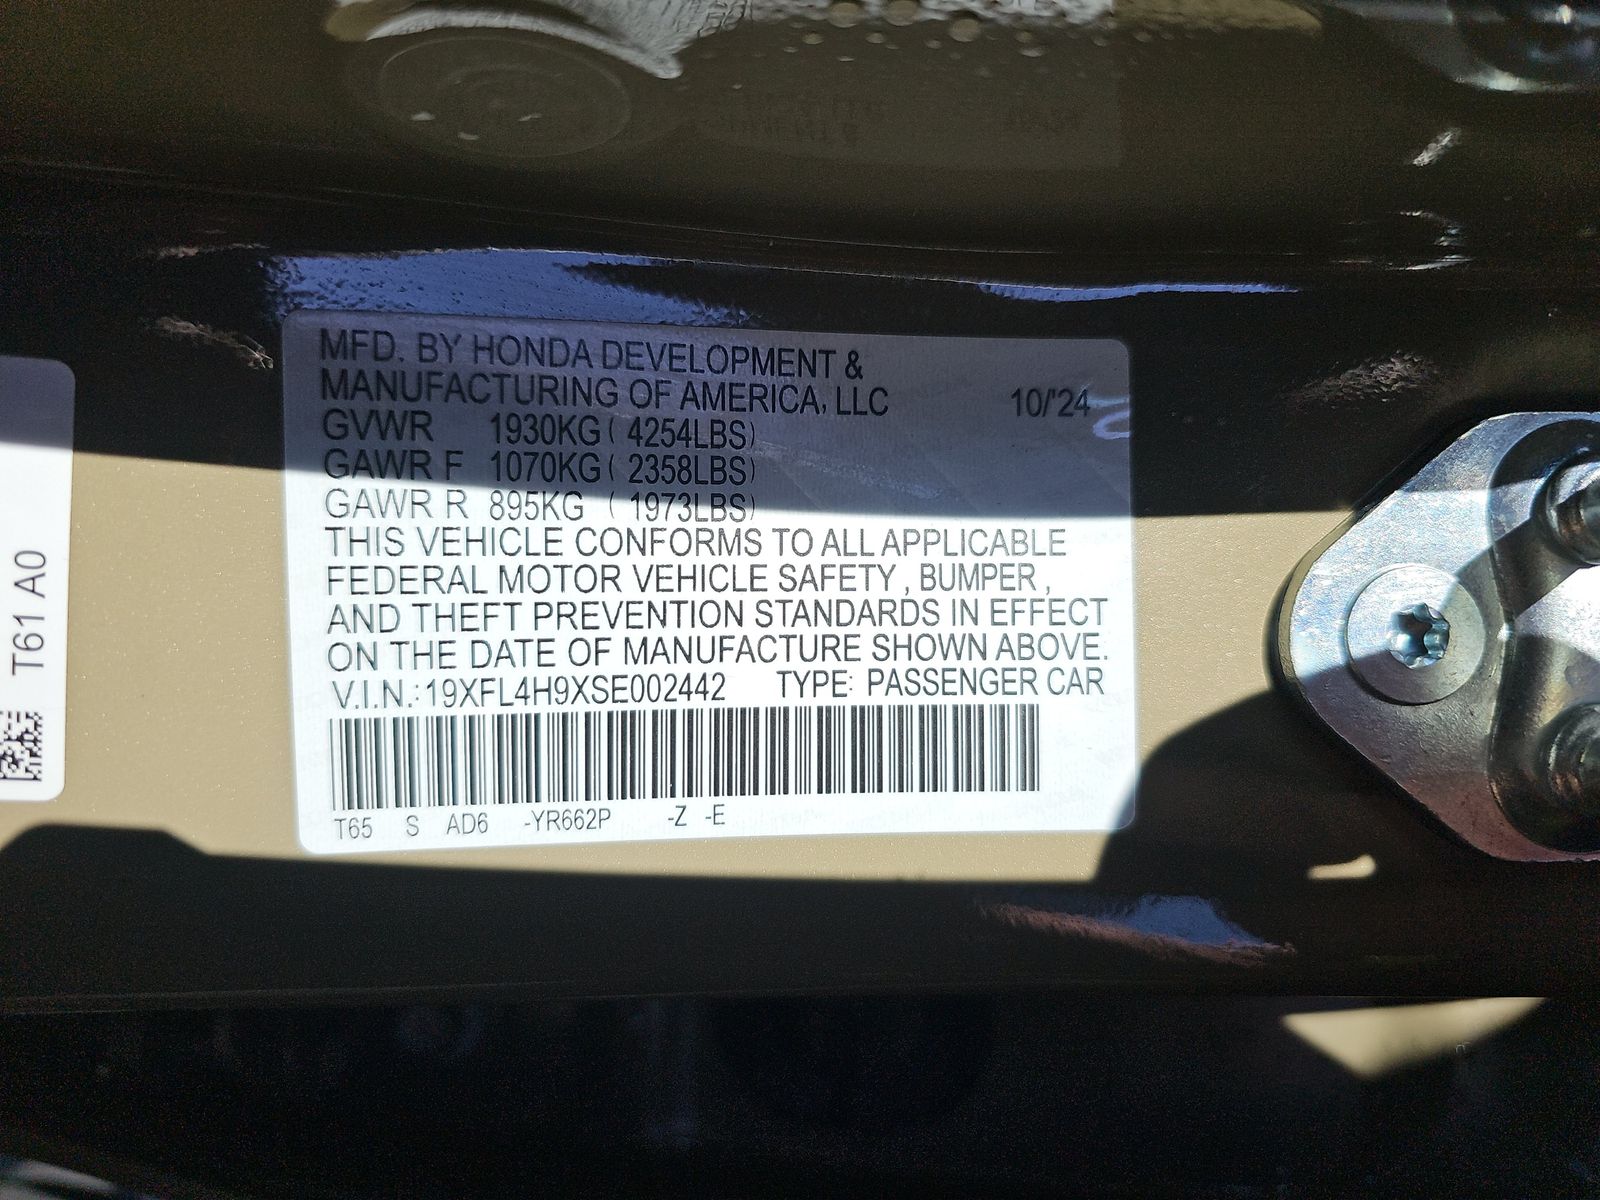 MFD. BY HONDA DEVELOPMENT &
MANUFACTURING OF AMERICA, LLC 10/'24
GVWR 1930KG ( 4254LBS)
GAWR F 1070KG ( 2358LBS)
GAWR R 895KG ( 1973LBS)
THIS VEHICLE CONFORMS TO ALL APPLICABLE
FEDERAL MOTOR VEHICLE SAFETY , BUMPER ,
AND THEFT PREVENTION STANDARDS IN EFFECT
ON THE DATE OF MANUFACTURE SHOWN ABOVE.
V.I.N.: 19XFL4H9XSE002442 TYPE: PASSENGER CAR
T65 S AD6 -YR662P -Z -E
T61 A0